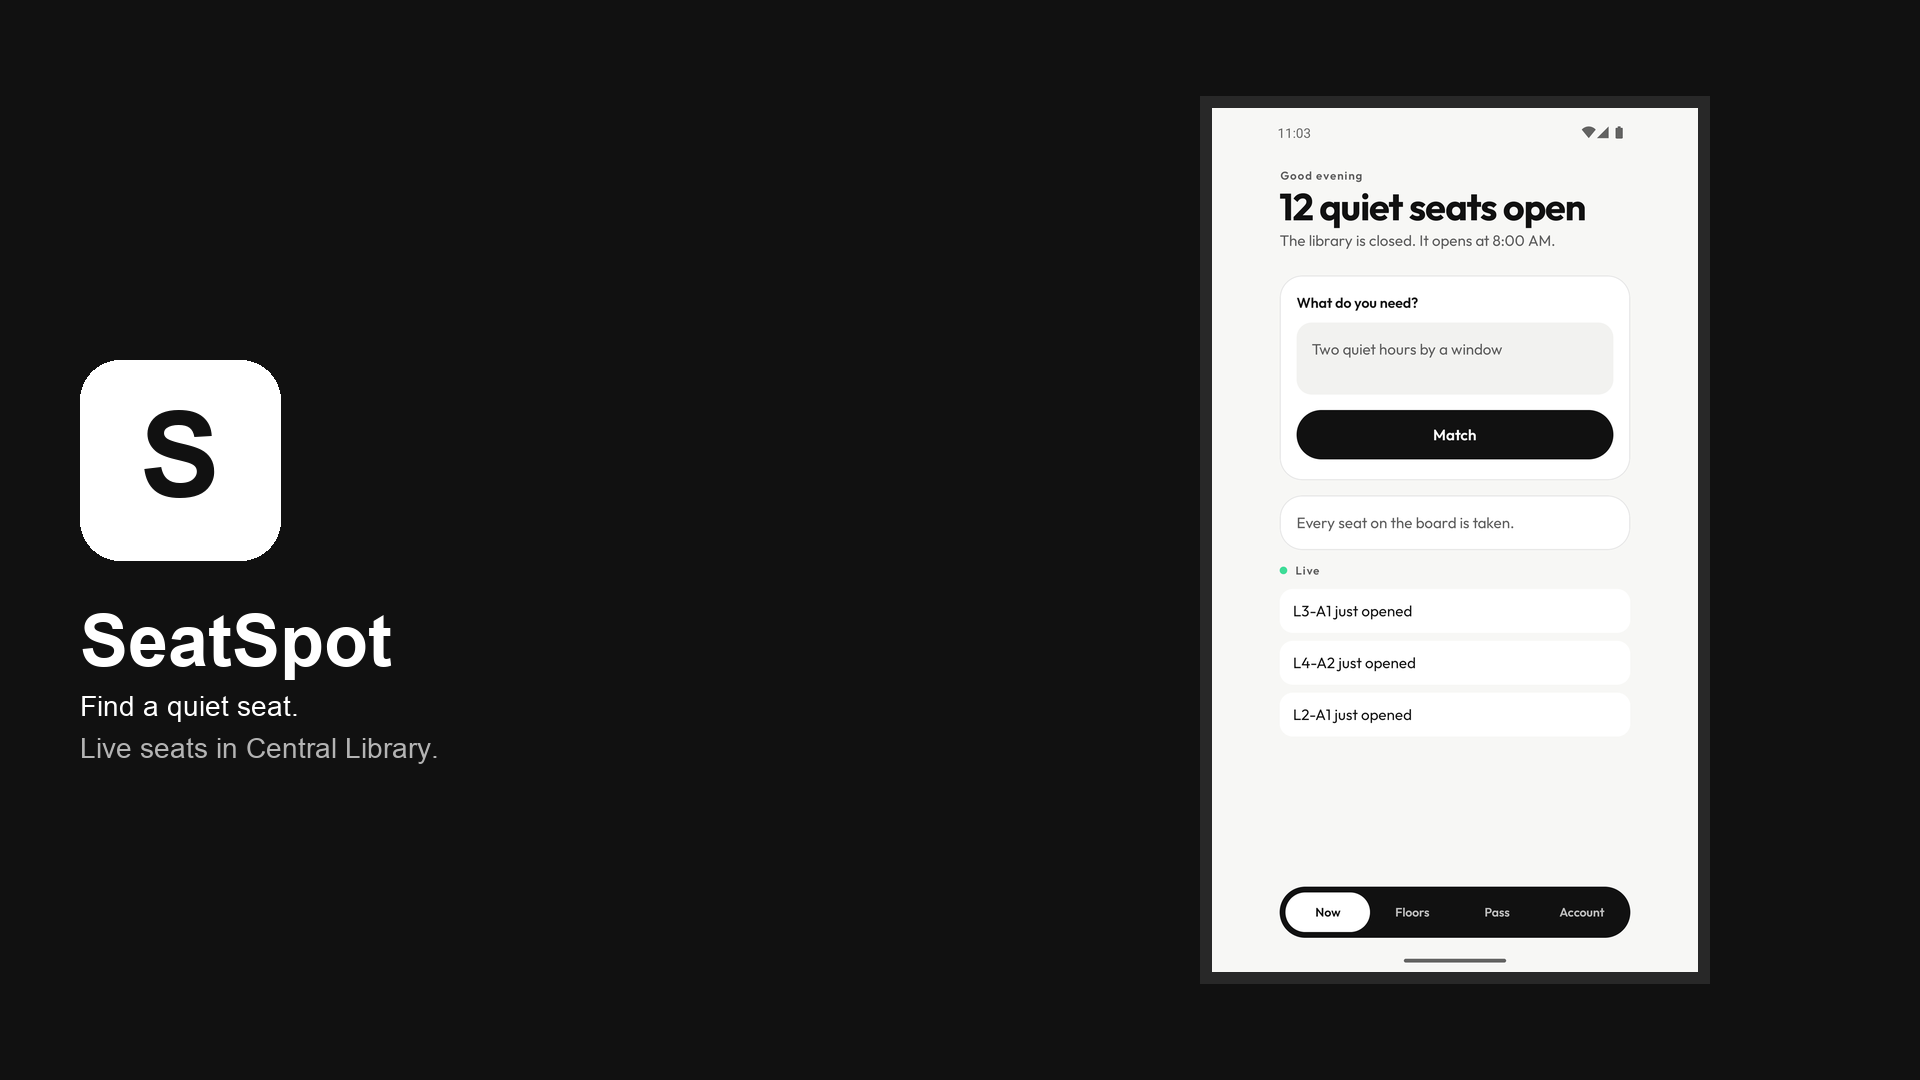 S
SeatSpot
Find a quiet seat.
Live seats in Central Library.
11:03
Good evening
12 quiet seats open
The library is closed. It opens at 8:00 AM.
What do you need?
Two quiet hours by a window
Match
Every seat on the board is taken.
Live
L3-A1 just opened
L4-A2 just opened
L2-A1 just opened
Now Floors Pass Account